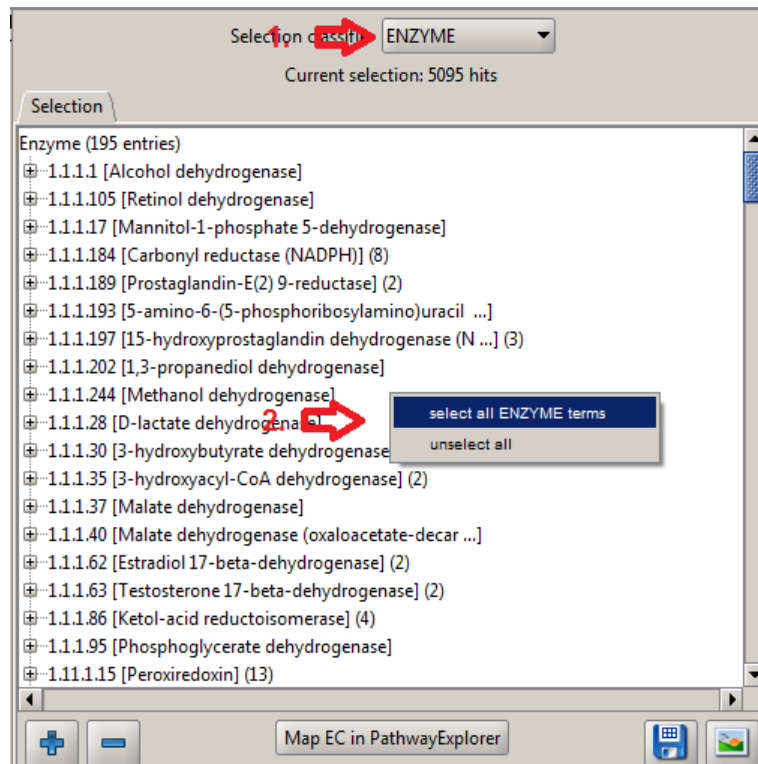 Selection classifie
1.
ENZYME
Current selection: 5095 hits
Selection
Enzyme (195 entries)
1.1.1.1 [Alcohol dehydrogenase]
1.1.1.105 [Retinol dehydrogenase]
1.1.1.17 [Mannitol-1-phosphate 5-dehydrogenase]
1.1.1.184 [Carbonyl reductase (NADPH)] (8)
1.1.1.189 [Prostaglandin-E(2) 9-reductase] (2)
1.1.1.193 [5-amino-6-(5-phosphoribosylamino)uracil ...]
1.1.1.197 [15-hydroxyprostaglandin dehydrogenase (N ...] (3)
1.1.1.202 [1,3-propanediol dehydrogenase]
1.1.1.244 [Methanol dehydrogenase]
select all ENZYME terms
2.
1.1.1.28 [D-lactate dehydrogenase]
unselect all
1.1.1.30 [3-hydroxybutyrate dehydrogenase
1.1.1.35 [3-hydroxyacyl-CoA dehydrogenase] (2)
1.1.1.37 [Malate dehydrogenase]
1.1.1.40 [Malate dehydrogenase (oxaloacetate-decar ...]
1.1.1.62 [Estradiol 17-beta-dehydrogenase] (2)
1.1.1.63 [Testosterone 17-beta-dehydrogenase] (2)
1.1.1.86 [Ketol-acid reductoisomerase] (4)
1.1.1.95 [Phosphoglycerate dehydrogenase]
1.11.1.15 [Peroxiredoxin] (13)
Map EC in PathwayExplorer